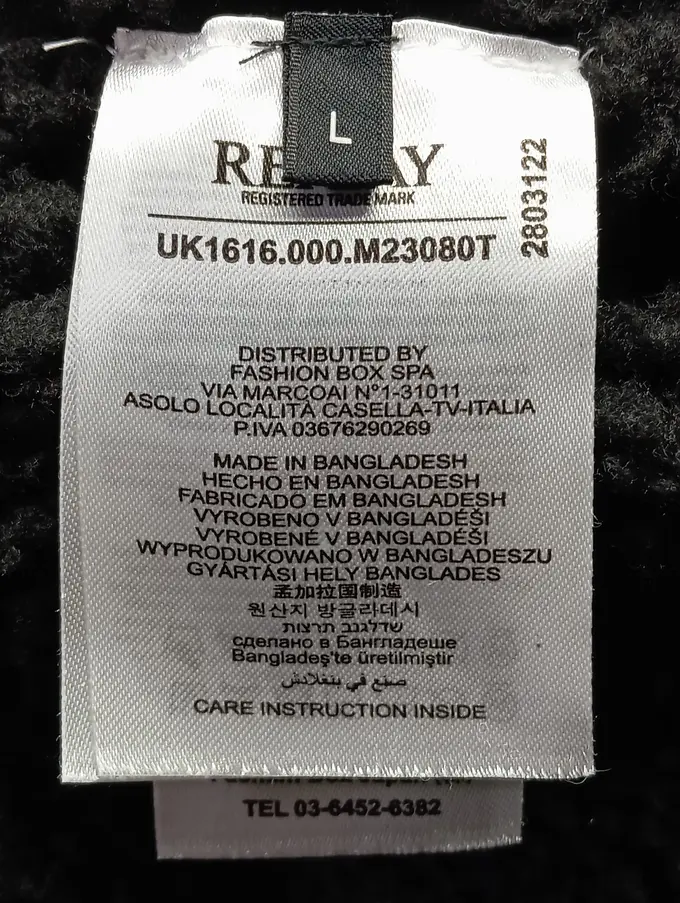 L
REGISTERED TRADE MARK
2803122
UK1616.000.M23080T
DISTRIBUTED BY
FASHION BOX SPA
VIA MARCOAI N°1-31011
ASOLO LOCALITÀ CASELLA-TV-ITALIA
P.IVA 03676290269
MADE IN BANGLADESH
HECHO EN BANGLADESH
FABRICADO EM BANGLADESH
VYROBENO V BANGLADÉŠI
VYROBENÉ V BANGLADÉŠI
WYPRODUKOWANO W BANGLADESZU
GYÁRTÁSI HELY BANGLADES
孟加拉国制造
원산지 방글라데시
שדלגנב תרצות
сделано в Бангладеше
Bangladeş'te üretilmiştir
صنع في بنغلادش
CARE INSTRUCTION INSIDE
TEL 03-6452-6382